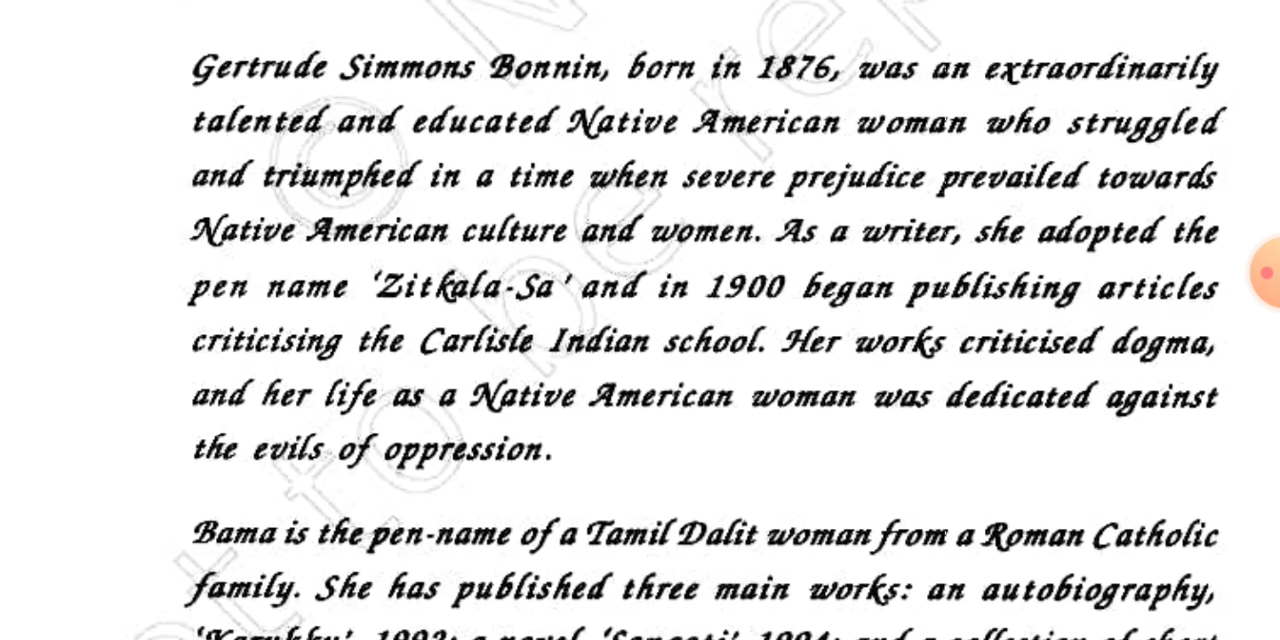 Gertrude Simmons Bonnin, born in 1876, was an extraordinarily
talented and educated Native American woman who struggled
and triumphed in a time when severe prejudice prevailed towards
Native American culture and women. As a writer, she adopted the
pen name ‘Zitkala-Sa’ and in 1900 began publishing articles
criticising the Carlisle Indian school. Her works criticised dogma,
and her life as a Native American woman was dedicated against
the evils of oppression.
Bama is the pen-name of a Tamil Dalit woman from a Roman Catholic
family. She has published three main works: an autobiography,